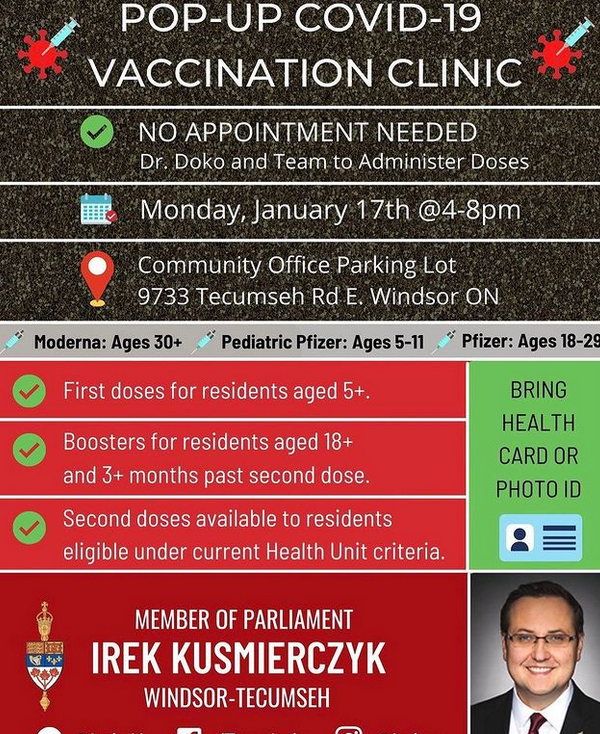 POP-UP COVID-19
VACCINATION CLINIC
NO APPOINTMENT NEEDED
Dr. Doko and Team to Administer Doses
Monday, January 17th @4-8pm
Community Office Parking Lot
9733 Tecumseh Rd E. Windsor ON
Moderna: Ages 30+ Pediatric Pfizer: Ages 5-11 Pfizer: Ages 18-29
First doses for residents aged 5+.
Boosters for residents aged 18+
and 3+ months past second dose.
Second doses available to residents
eligible under current Health Unit criteria.
BRING
HEALTH
CARD OR
PHOTO ID
MEMBER OF PARLIAMENT
IREK KUSMIERCZYK
WINDSOR-TECUMSEH